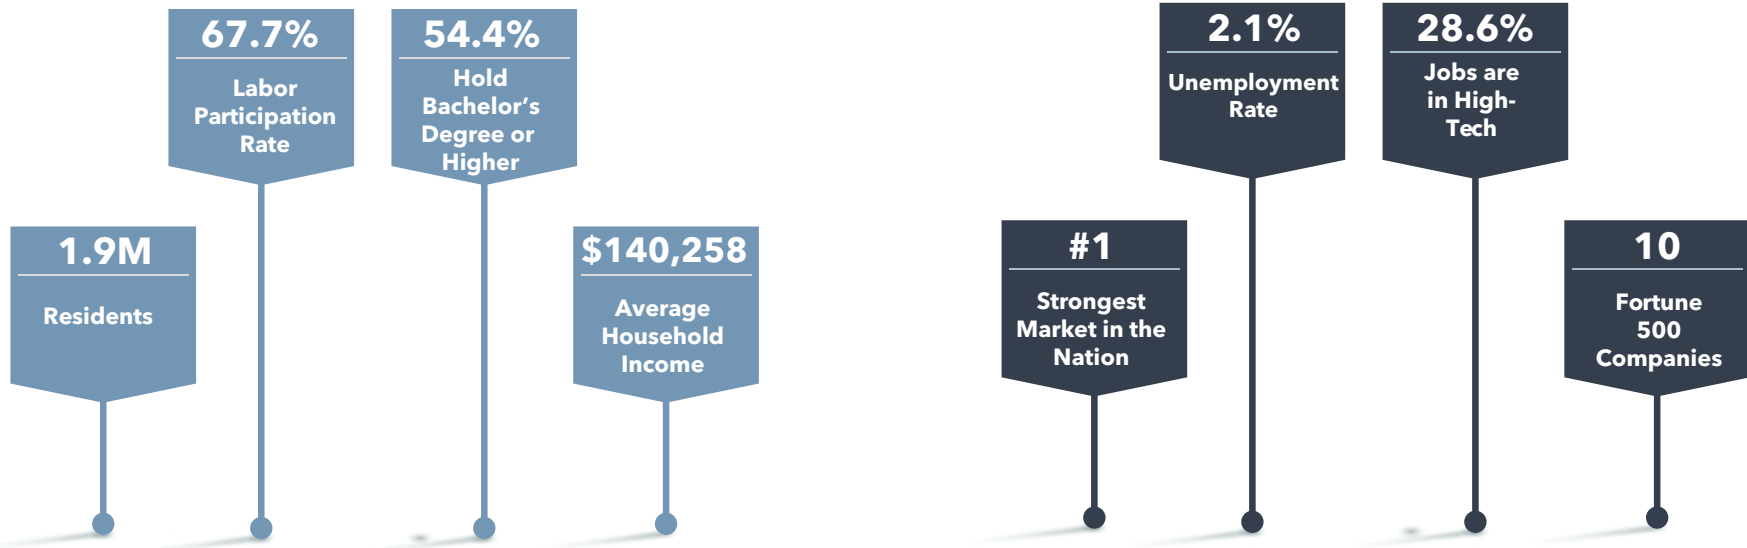 67.7%
Labor
Participation
Rate
54.4%
Hold
Bachelor's
Degree or
Higher
1.9M
Residents
$140,258
Average
Household
Income
2.1%
Unemployment
Rate
28.6%
Jobs are
in High-
Tech
#1
Strongest
Market in the
Nation
10
Fortune
500
Companies